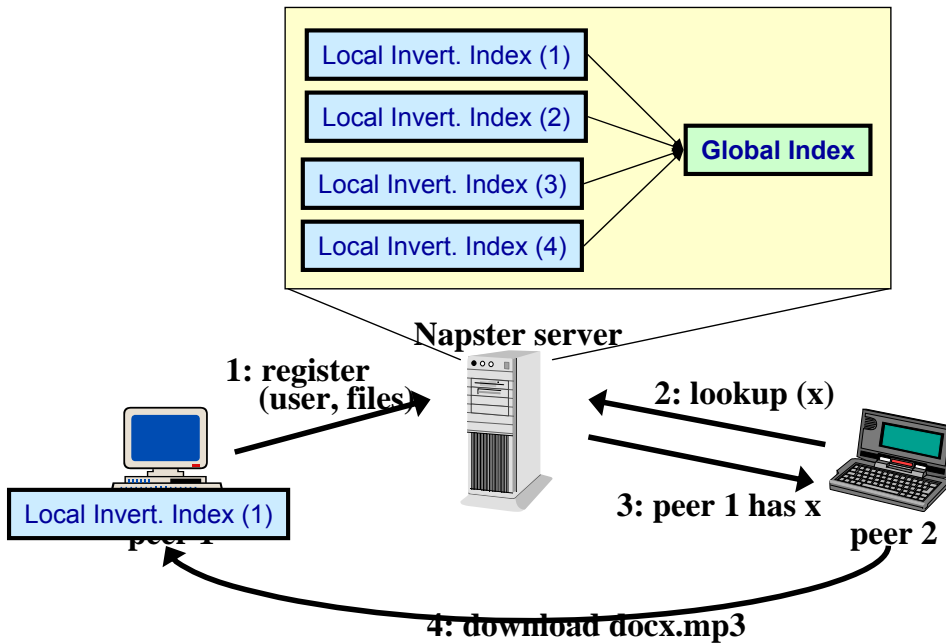 Local Invert. Index (1)
Local Invert. Index (2)
Global Index
Local Invert. Index (3)
Local Invert. Index (4)
Napster server
1: register
(user, files)
2: lookup (x)
3: peer 1 has x
Local Invert. Index (1)
peer 1
peer 2
4: download docx.mp3